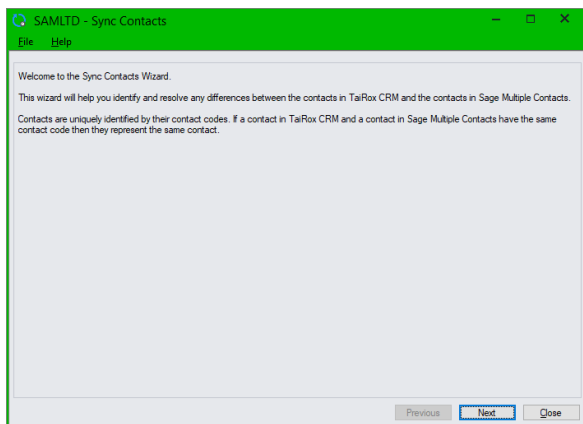 SAMLTD - Sync Contacts
File Help
Welcome to the Sync Contacts Wizard.
This wizard will help you identify and resolve any differences between the contacts in TaiRox CRM and the contacts in Sage Multiple Contacts.
Contacts are uniquely identified by their contact codes. If a contact in TaiRox CRM and a contact in Sage Multiple Contacts have the same
contact code then they represent the same contact.
Previous Next Close